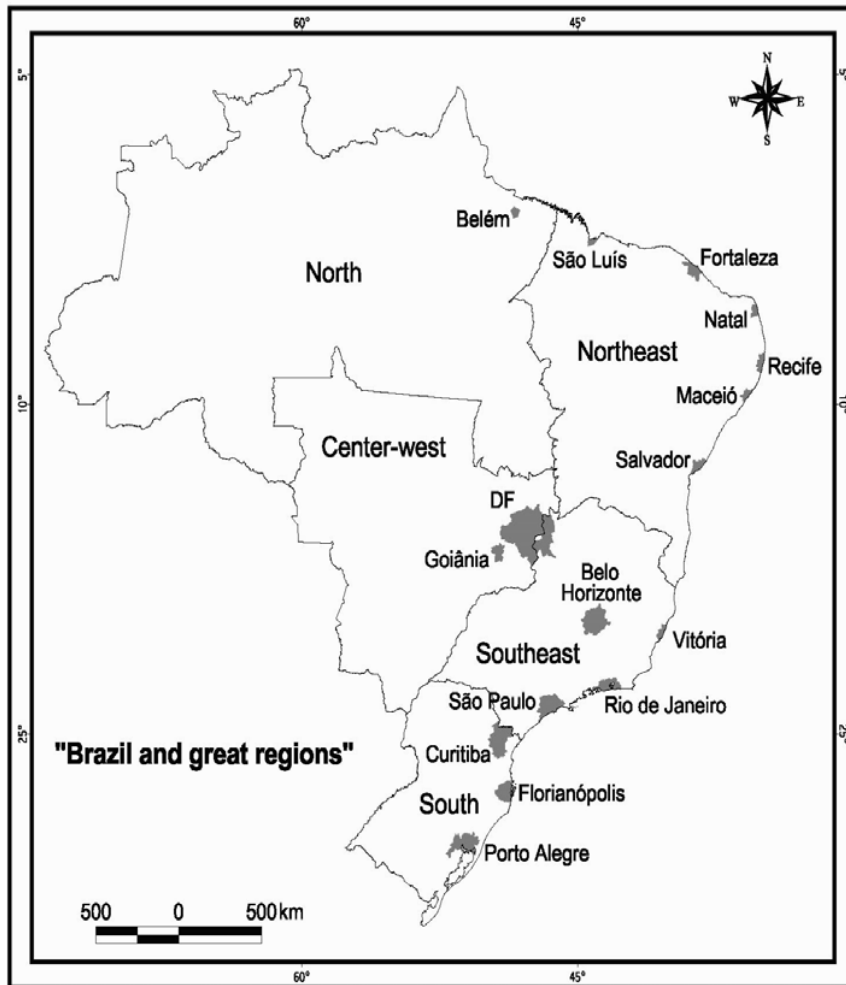 60°
45°
5°
5°
N
W
E
S
Belém
São Luís
Fortaleza
North
Natal
Northeast
Recife
Maceió
10°
10°
Center-west
Salvador
DF
Goiânia
Belo
Horizonte
Vitória
Southeast
São Paulo
Rio de Janeiro
25°
"Brazil and great regions"
Curitiba
Florianópolis
South
Porto Alegre
500
0
500 km
60°
45°